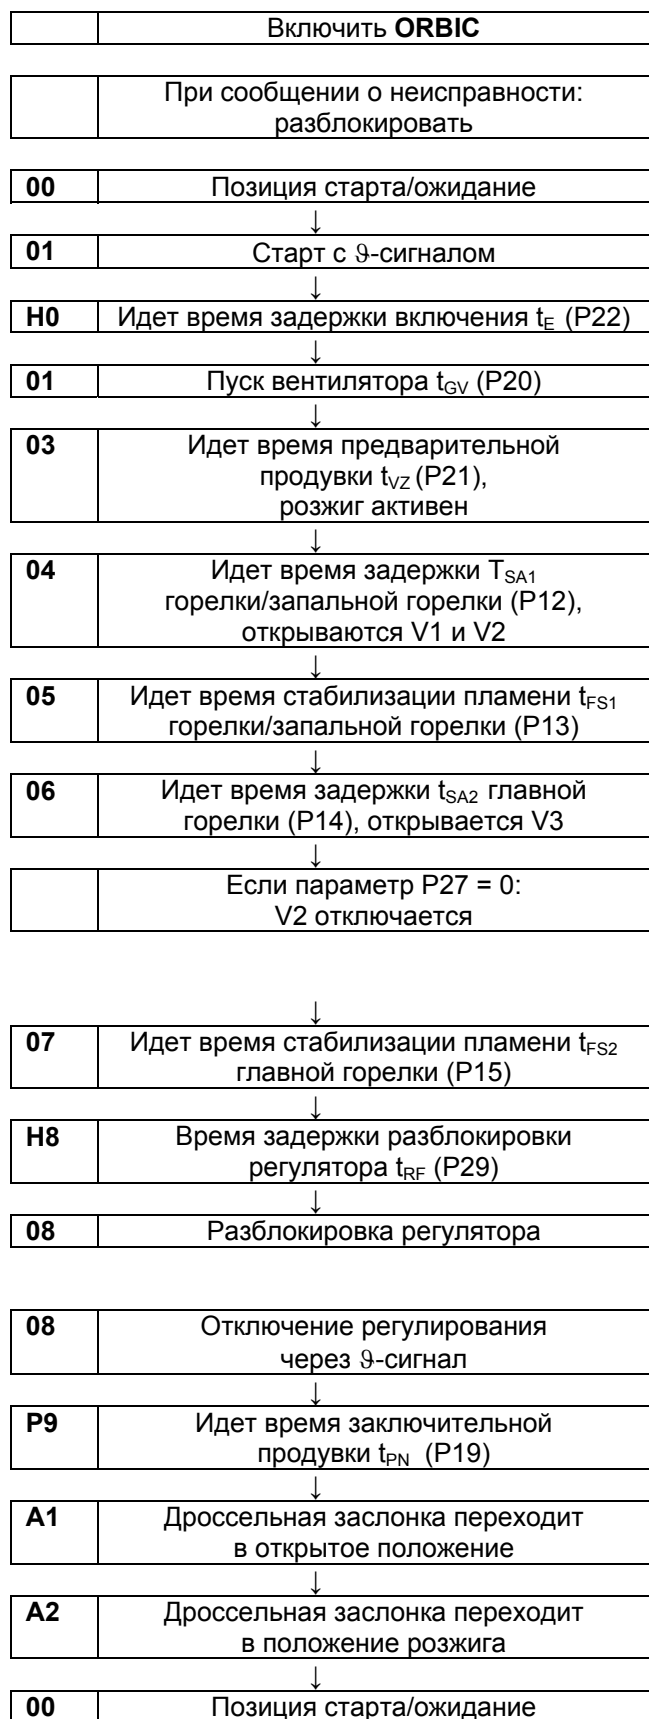 Включить ORBIC
При сообщении о неисправности:
разблокировать
00 Позиция старта/ожидание
↓
01 Старт с ϑ-сигналом
↓
H0 Идет время задержки включения tE (P22)
↓
01 Пуск вентилятора tGV (P20)
↓
03 Идет время предварительной
продувки tVZ (P21),
розжиг активен
↓
04 Идет время задержки TSA1
горелки/запальной горелки (P12),
открываются V1 и V2
↓
05 Идет время стабилизации пламени tFS1
горелки/запальной горелки (P13)
↓
06 Идет время задержки tSA2 главной
горелки (P14), открывается V3
↓
Если параметр P27 = 0:
V2 отключается
↓
07 Идет время стабилизации пламени tFS2
главной горелки (P15)
↓
H8 Время задержки разблокировки
регулятора tRF (P29)
↓
08 Разблокировка регулятора
08 Отключение регулирования
через ϑ-сигнал
↓
P9 Идет время заключительной
продувки tPN (P19)
↓
A1 Дроссельная заслонка переходит
в открытое положение
↓
A2 Дроссельная заслонка переходит
в положение розжига
↓
00 Позиция старта/ожидание